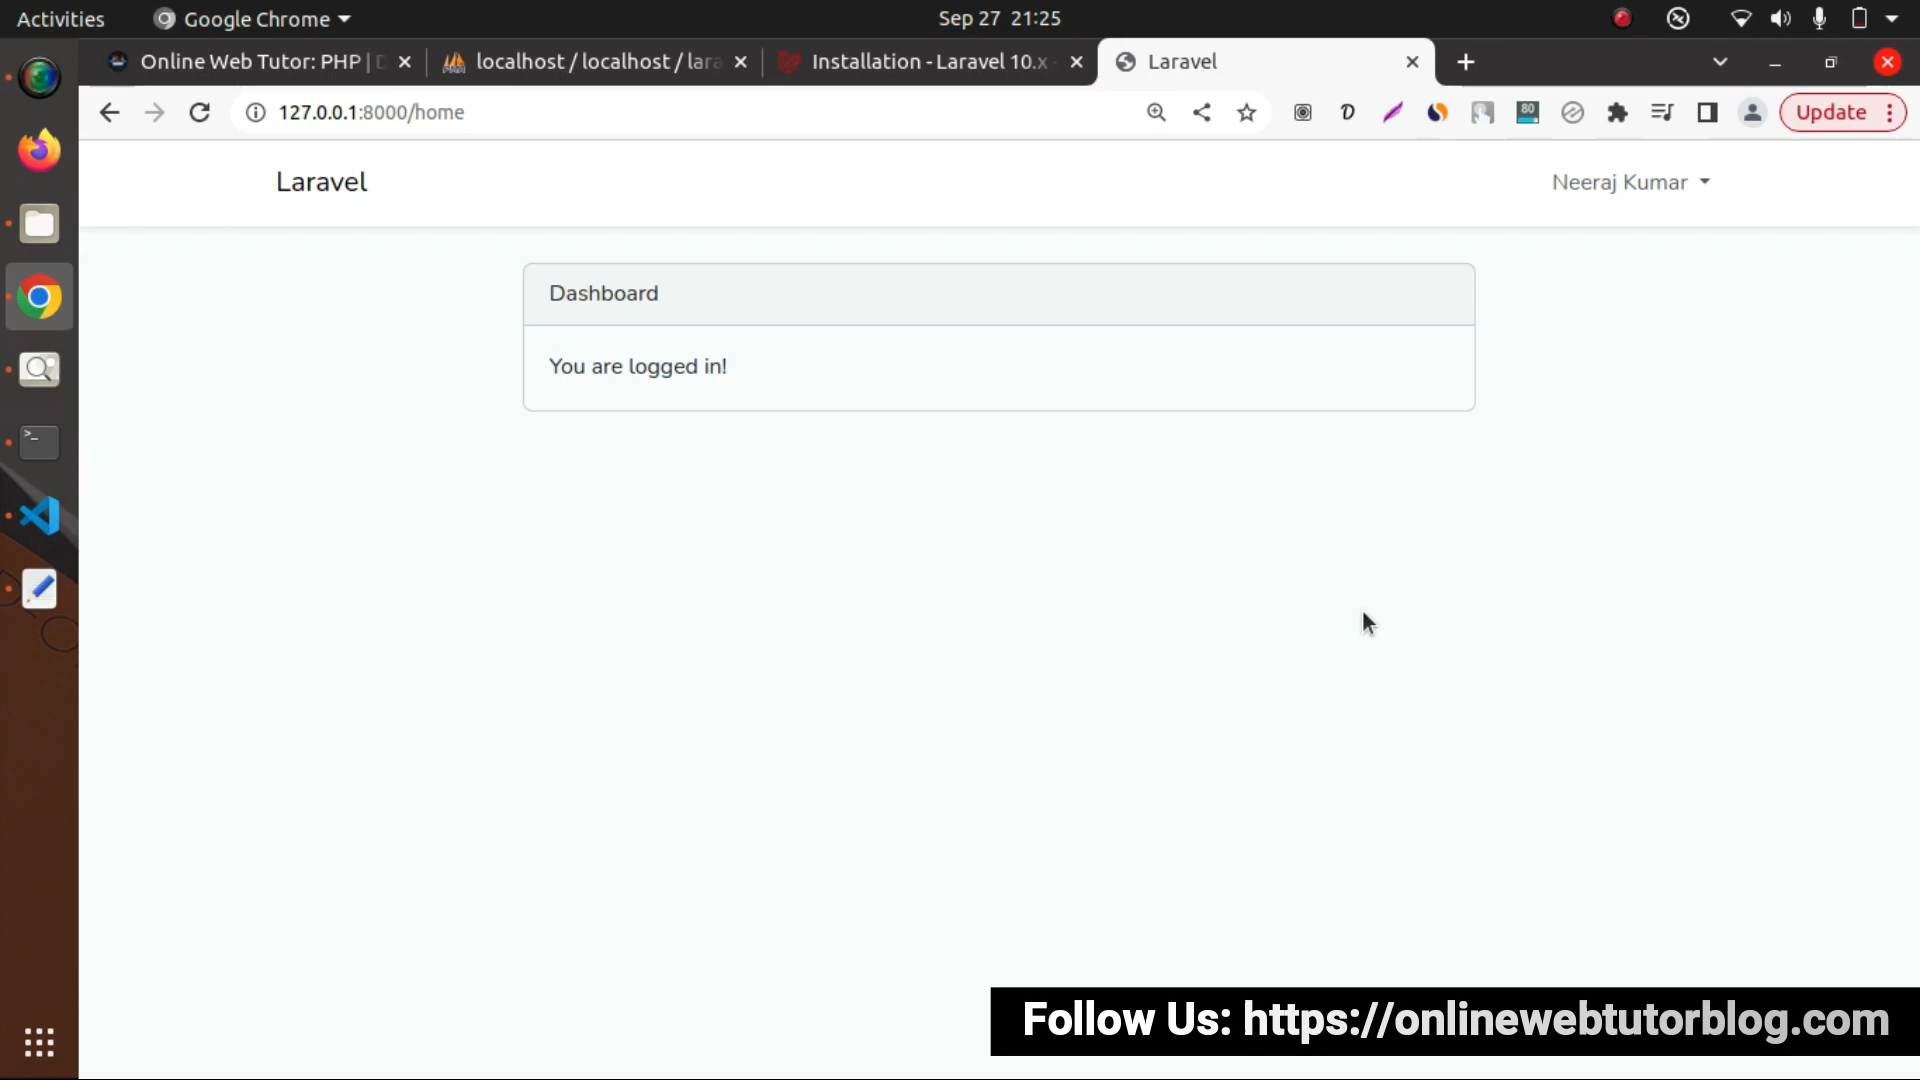 Activities
Google Chrome
Sep 27 21:25
Online Web Tutor: PHP | D
localhost / localhost / lara
Installation - Laravel 10.x -
Laravel
127.0.0.1:8000/home
80
Update
Laravel
Neeraj Kumar
Dashboard
You are logged in!
Follow Us: https://onlinewebtutorblog.com